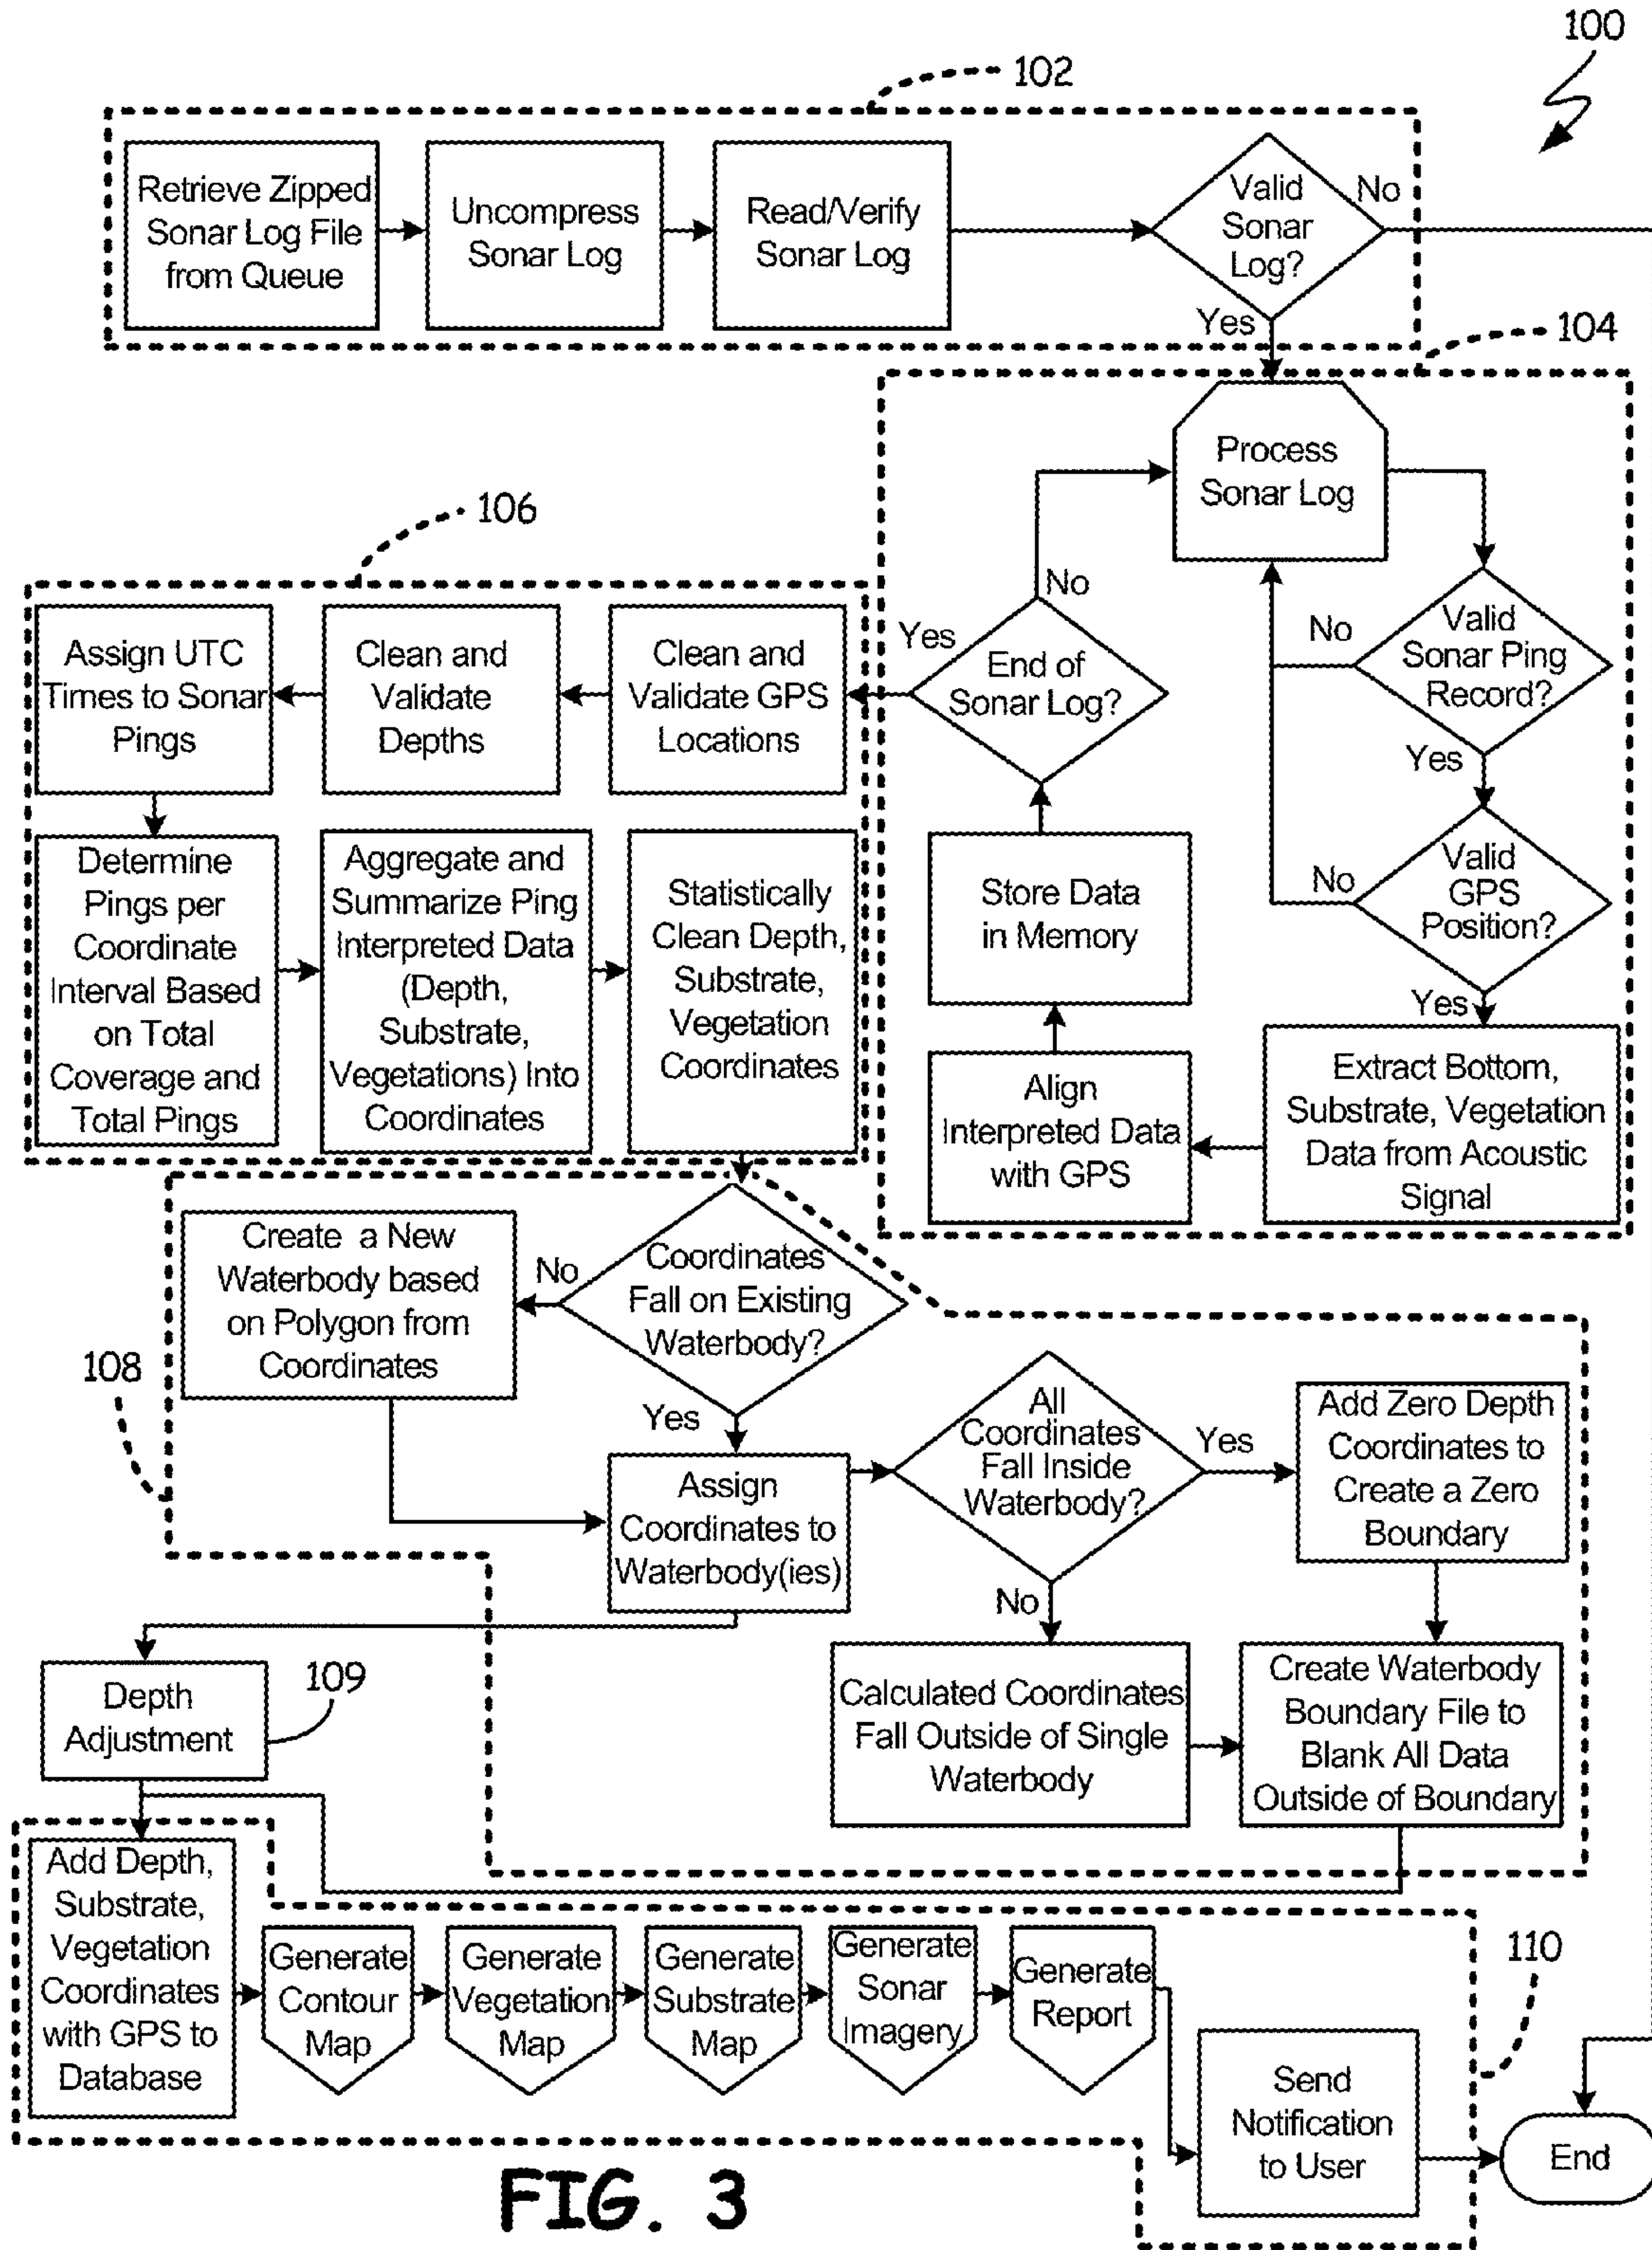 100
102
Retrieve Zipped
Sonar Log File
from Queue
Uncompress
Sonar Log
Read/Verify
Sonar Log
Valid
Sonar
Log?
No
Yes
104
Process
Sonar Log
106
No
Yes
End of
Sonar Log?
No
Valid
Sonar Ping
Record?
Yes
Assign UTC
Times to Sonar
Pings
Clean and
Validate
Depths
Clean and
Validate GPS
Locations
Determine
Pings per
Coordinate
Interval Based
on Total
Coverage and
Total Pings
Aggregate and
Summarize Ping
Interpreted Data
(Depth,
Substrate,
Vegetations) Into
Coordinates
Statistically
Clean Depth,
Substrate,
Vegetation
Coordinates
Store Data
in Memory
No
Valid
GPS
Position?
Yes
Align
Interpreted Data
with GPS
Extract Bottom,
Substrate, Vegetation
Data from Acoustic
Signal
Create a New
Waterbody based
on Polygon from
Coordinates
No
Coordinates
Fall on Existing
Waterbody?
108
Yes
Assign
Coordinates to
Waterbody(ies)
All
Coordinates
Fall Inside
Waterbody?
Yes
Add Zero Depth
Coordinates to
Create a Zero
Boundary
No
Depth
Adjustment
109
Calculated Coordinates
Fall Outside of Single
Waterbody
Create Waterbody
Boundary File to
Blank All Data
Outside of Boundary
Add Depth,
Substrate,
Vegetation
Coordinates
with GPS to
Database
Generate
Contour
Map
Generate
Vegetation
Map
Generate
Substrate
Map
Generate
Sonar
Imagery
Generate
Report
110
Send
Notification
to User
End
FIG. 3